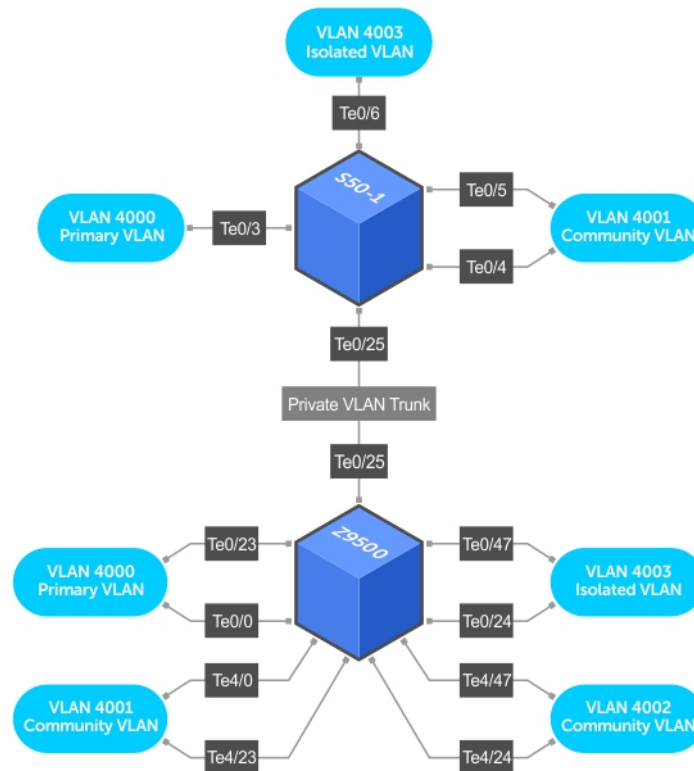 VLAN 4003
Isolated VLAN
Te0/6
S50-1
Te0/5
VLAN 4000
Primary VLAN
Te0/3
VLAN 4001
Community VLAN
Te0/4
Te0/25
Private VLAN Trunk
Te0/25
Z9500
Te0/23
Te0/47
VLAN 4000
Primary VLAN
VLAN 4003
Isolated VLAN
Te0/0
Te0/24
Te4/0
Te4/47
VLAN 4001
Community VLAN
VLAN 4002
Community VLAN
Te4/23
Te4/24